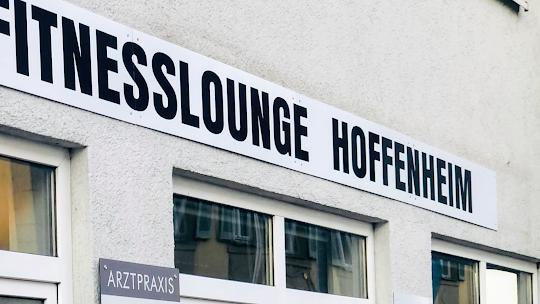 FITNESSLOUNGE HOFFENHEIM
`ARZTPRAXIS`